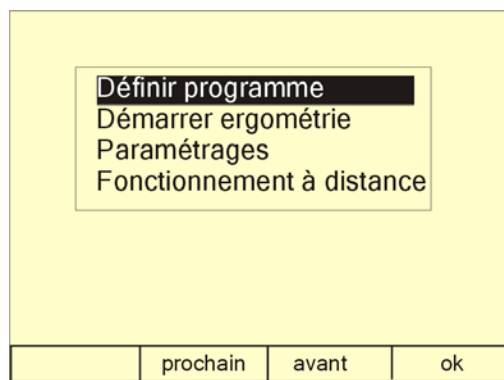 Définir programme
Démarrer ergométrie
Paramétrages
Fonctionnement à distance
prochain avant ok